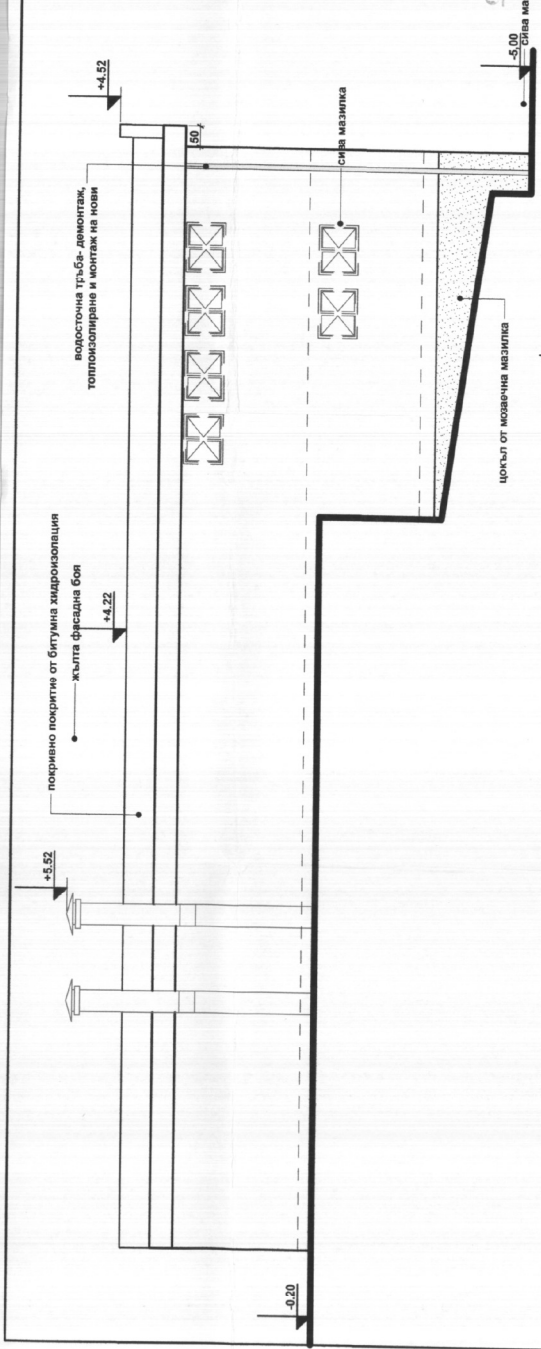 +5.52
покривно покритие от битумна хидроизолация
жълта фасадна боя
+4.22
водосточна тръба- демонтаж,
топлоизолиране и монтаж на нови
+4.52
50
сива мазилка
-0.20
цокъл от мозаечна мазилка
-5.00
сива ма